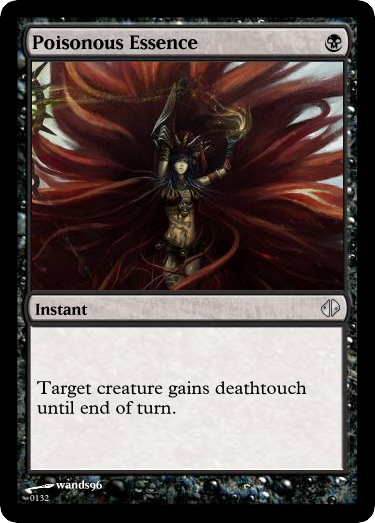 Poisonous Essence
Instant
Target creature gains deathtouch
until end of turn.
wands96
0132